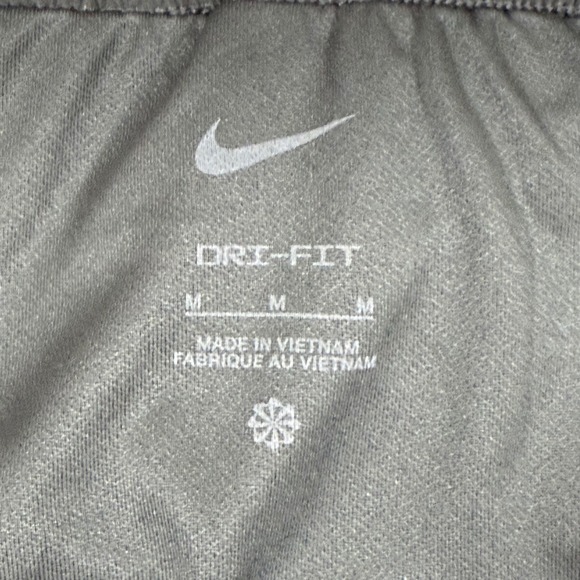 DRI-FIT
M M M
MADE IN VIETNAM
FABRIQUE AU VIETNAM